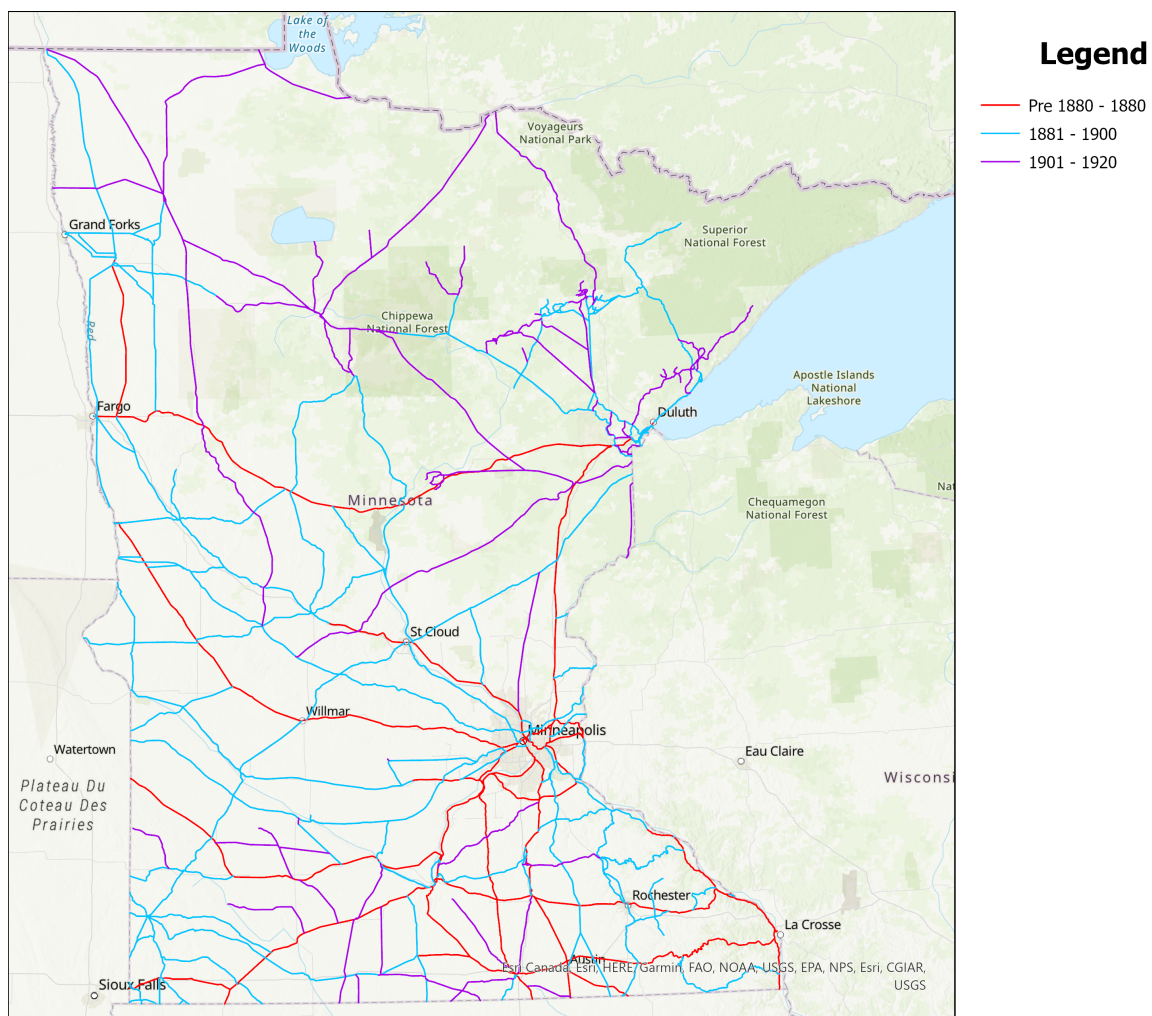 Legend
Pre 1880 - 1880
1881 - 1900
1901 - 1920
Lake of
the
Woods
Voyageurs
National Park
Grand Forks
Superior
National Forest
Chippewa
National Forest
Red
Apostle Islands
National
Lakeshore
Fargo
Duluth
Nat
Minnesota
Chequamegon
National Forest
St Cloud
Willmar
Minneapolis
Watertown
Eau Claire
Plateau Du
Coteau Des
Prairies
Wisconsi
Rochester
La Crosse
Austin
Esri Canada, Esri, HERE, Garmin, FAO, NOAA, USGS, EPA, NPS, Esri, CGIAR,
USGS
Sioux Falls